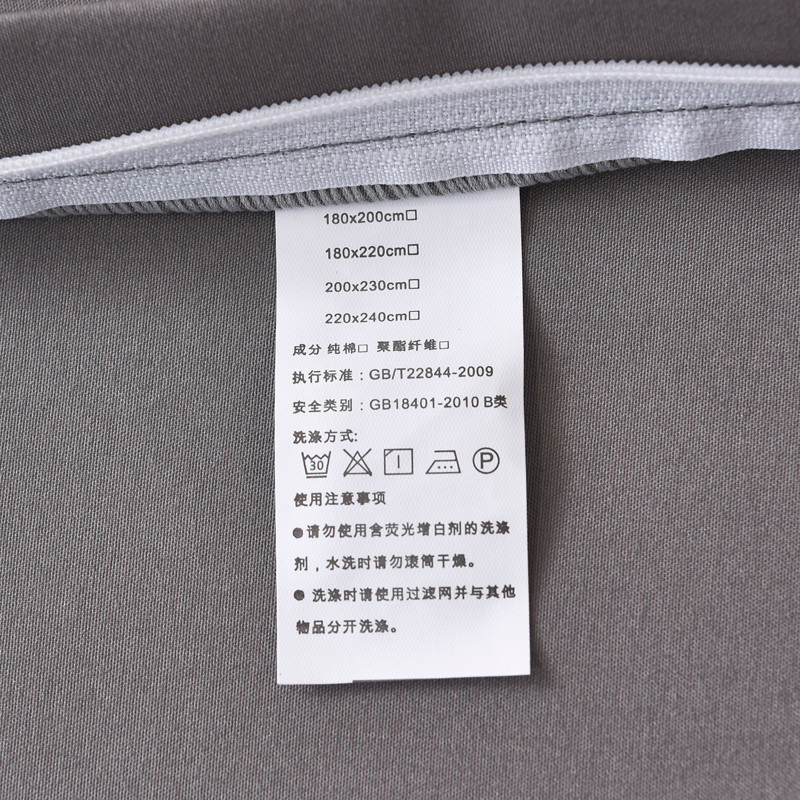 180x200cm□
180x220cm□
200x230cm□
220x240cm□
成分 纯棉□ 聚酯纤维□
执行标准：GB/T22844-2009
安全类别：GB18401-2010 B类
洗涤方式:
30 P
使用注意事项
●请勿使用含荧光增白剂的洗涤
剂，水洗时请勿滚筒干燥。
● 洗涤时请使用过滤网并与其他
物品分开洗涤。